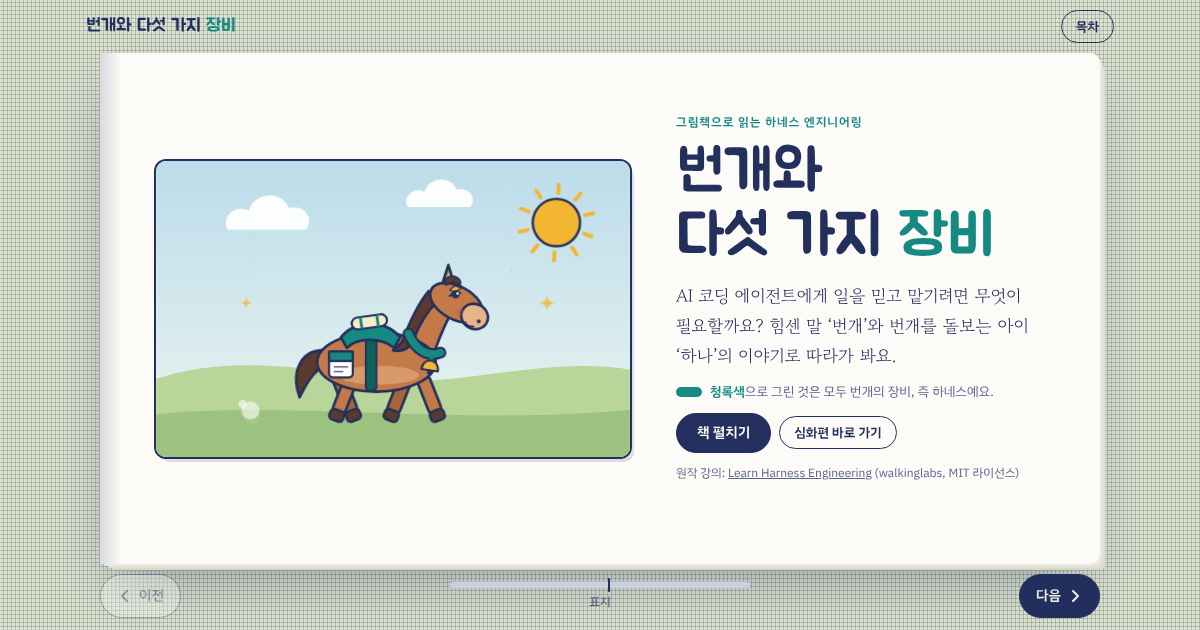 번개와 다섯 가지 장비
목차
그림책으로 읽는 하네스 엔지니어링
번개와
다섯 가지 장비
AI 코딩 에이전트에게 일을 믿고 맡기려면 무엇이
필요할까요? 힘센 말 ‘번개’와 번개를 돌보는 아이
‘하나’의 이야기로 따라가 봐요.
청록색으로 그린 것은 모두 번개의 장비, 즉 하네스예요.
책 펼치기
심화편 바로 가기
원작 강의: Learn Harness Engineering (walkinglabs, MIT 라이선스)
이전
표지
다음